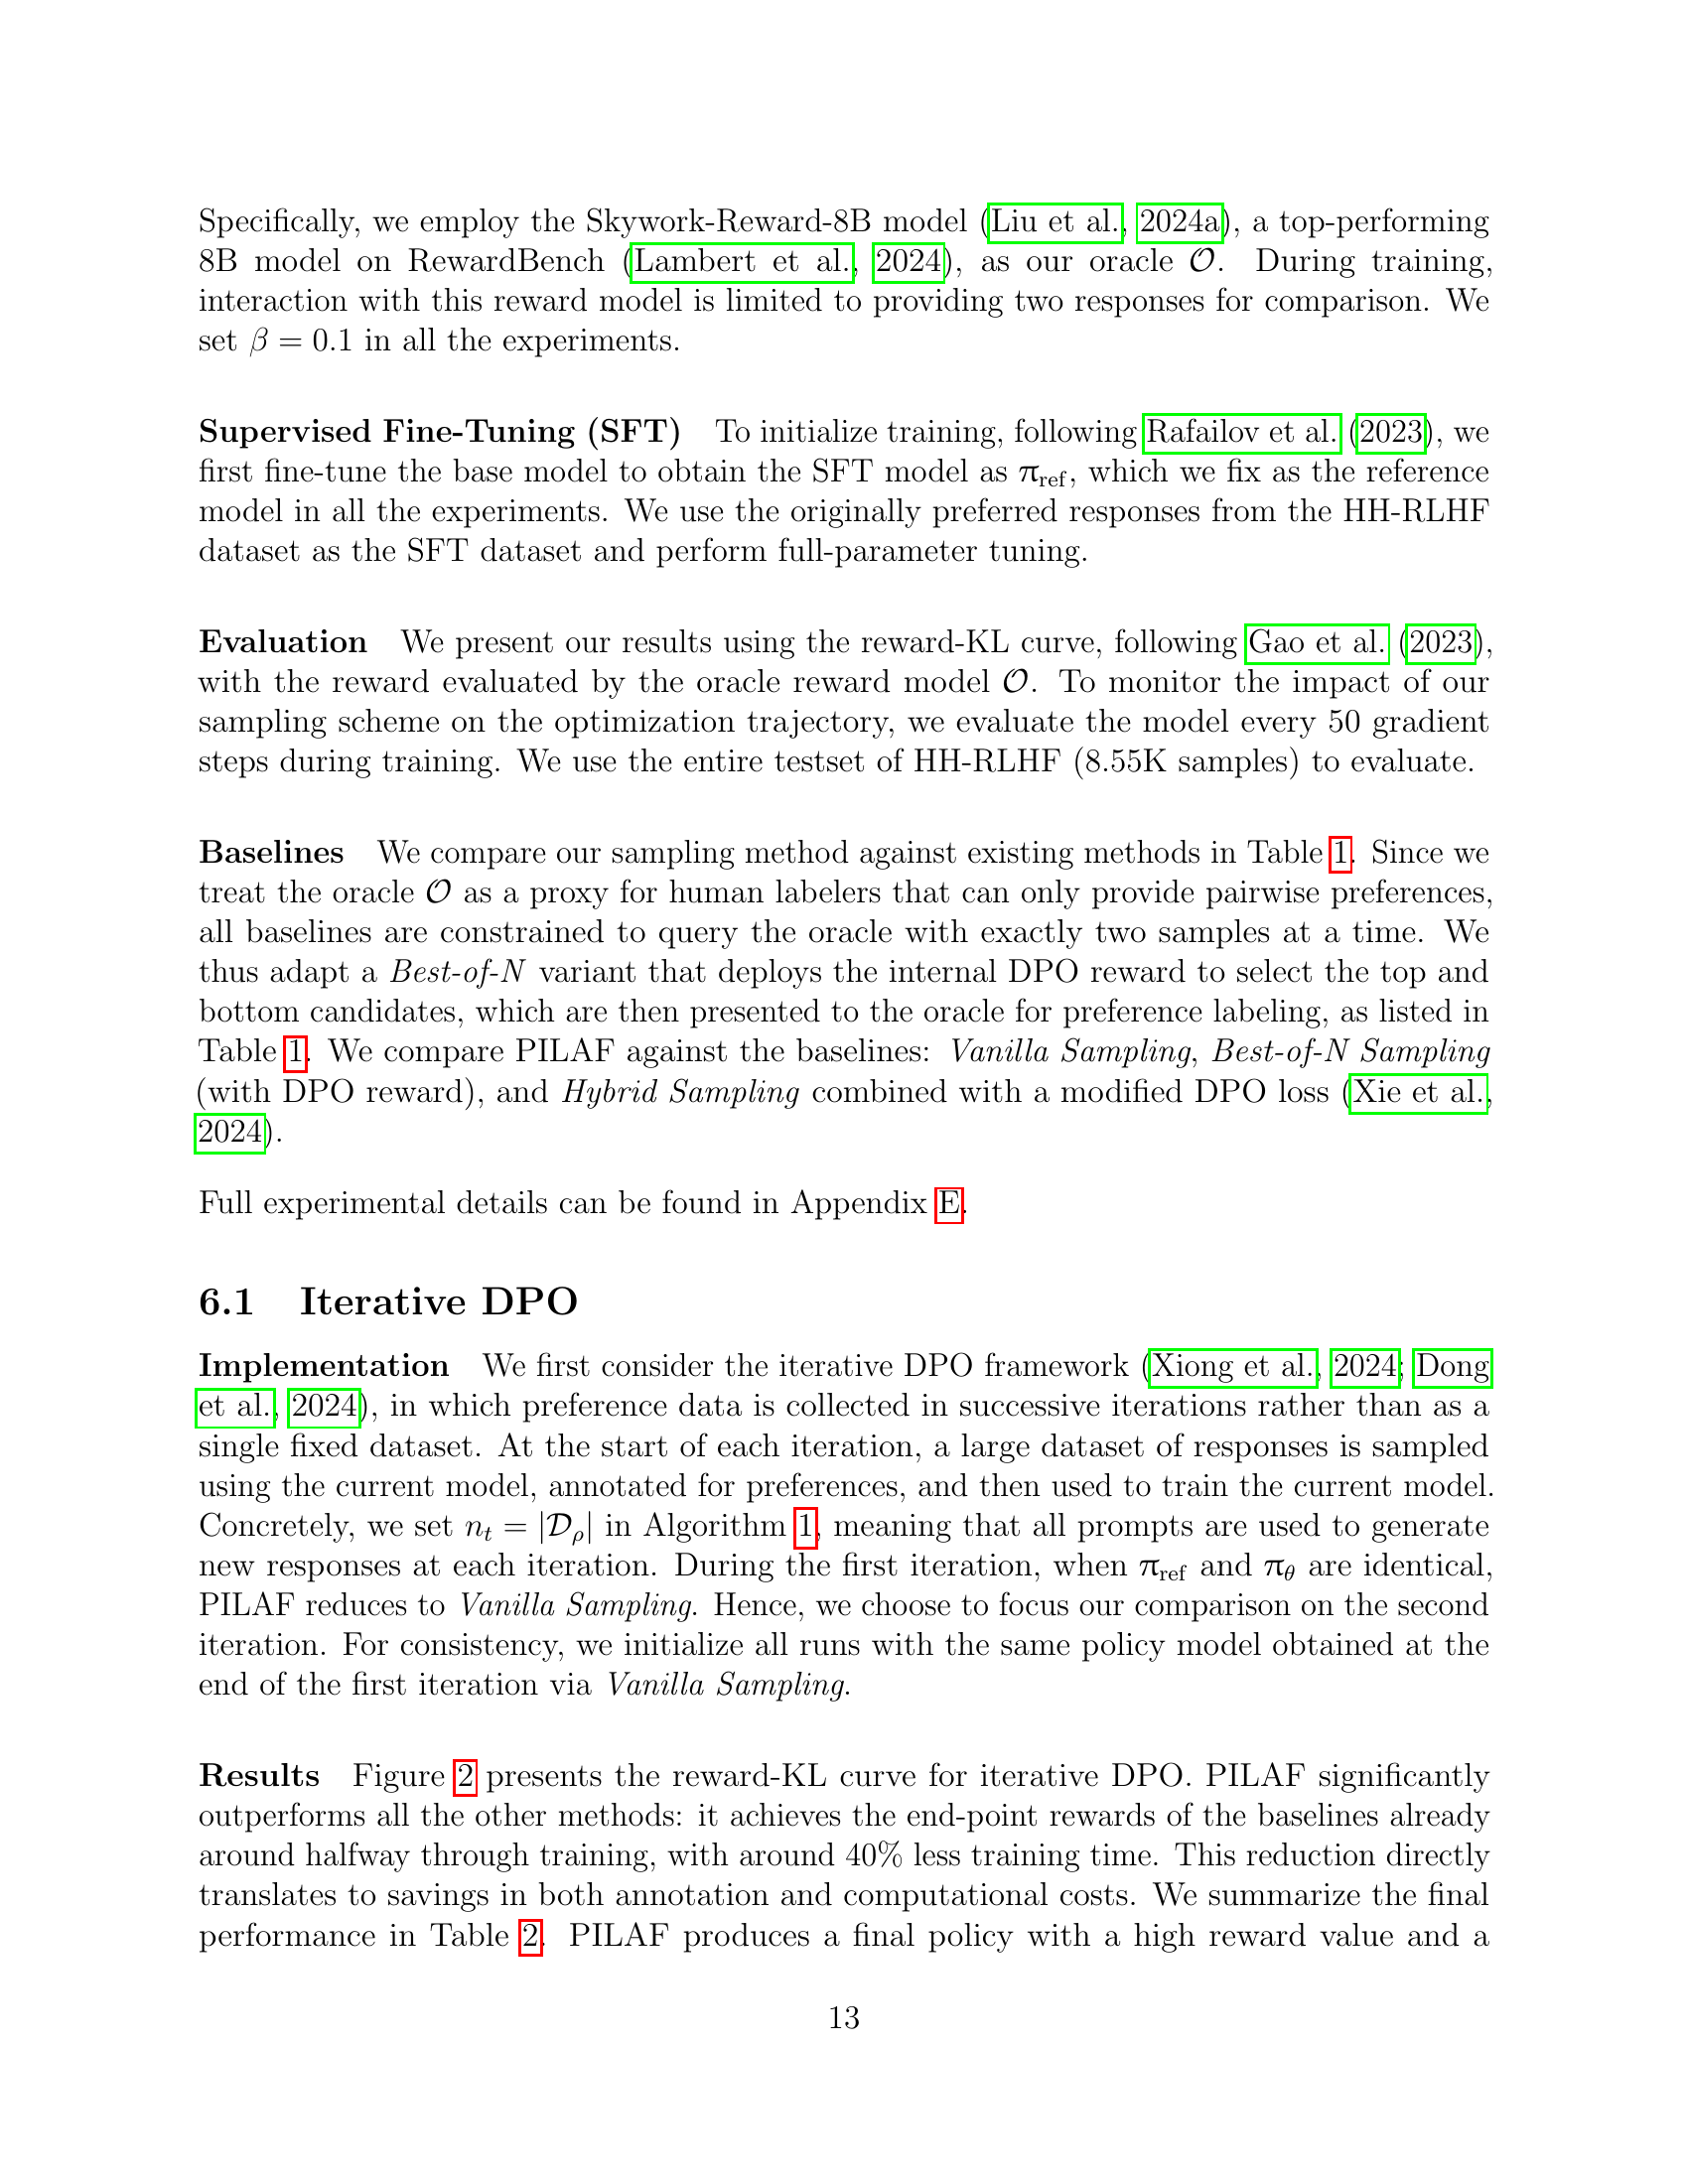 Specifically, we employ the Skywork-Reward-8B model (Liu et al., 2024a), a top-performing
8B model on RewardBench (Lambert et al., 2024), as our oracle 𝒪. During training,
interaction with this reward model is limited to providing two responses for comparison. We
set β = 0.1 in all the experiments.
Supervised Fine-Tuning (SFT) To initialize training, following Rafailov et al. (2023), we
first fine-tune the base model to obtain the SFT model as π_ref, which we fix as the reference
model in all the experiments. We use the originally preferred responses from the HH-RLHF
dataset as the SFT dataset and perform full-parameter tuning.
Evaluation We present our results using the reward-KL curve, following Gao et al. (2023),
with the reward evaluated by the oracle reward model 𝒪. To monitor the impact of our
sampling scheme on the optimization trajectory, we evaluate the model every 50 gradient
steps during training. We use the entire testset of HH-RLHF (8.55K samples) to evaluate.
Baselines We compare our sampling method against existing methods in Table 1. Since we
treat the oracle 𝒪 as a proxy for human labelers that can only provide pairwise preferences,
all baselines are constrained to query the oracle with exactly two samples at a time. We
thus adapt a Best-of-N variant that deploys the internal DPO reward to select the top and
bottom candidates, which are then presented to the oracle for preference labeling, as listed in
Table 1. We compare PILAF against the baselines: Vanilla Sampling, Best-of-N Sampling
(with DPO reward), and Hybrid Sampling combined with a modified DPO loss (Xie et al.,
2024).
Full experimental details can be found in Appendix E.
6.1 Iterative DPO
Implementation We first consider the iterative DPO framework (Xiong et al., 2024; Dong
et al., 2024), in which preference data is collected in successive iterations rather than as a
single fixed dataset. At the start of each iteration, a large dataset of responses is sampled
using the current model, annotated for preferences, and then used to train the current model.
Concretely, we set n_t = |𝒟_ρ| in Algorithm 1, meaning that all prompts are used to generate
new responses at each iteration. During the first iteration, when π_ref and π_θ are identical,
PILAF reduces to Vanilla Sampling. Hence, we choose to focus our comparison on the second
iteration. For consistency, we initialize all runs with the same policy model obtained at the
end of the first iteration via Vanilla Sampling.
Results Figure 2 presents the reward-KL curve for iterative DPO. PILAF significantly
outperforms all the other methods: it achieves the end-point rewards of the baselines already
around halfway through training, with around 40% less training time. This reduction directly
translates to savings in both annotation and computational costs. We summarize the final
performance in Table 2. PILAF produces a final policy with a high reward value and a
13